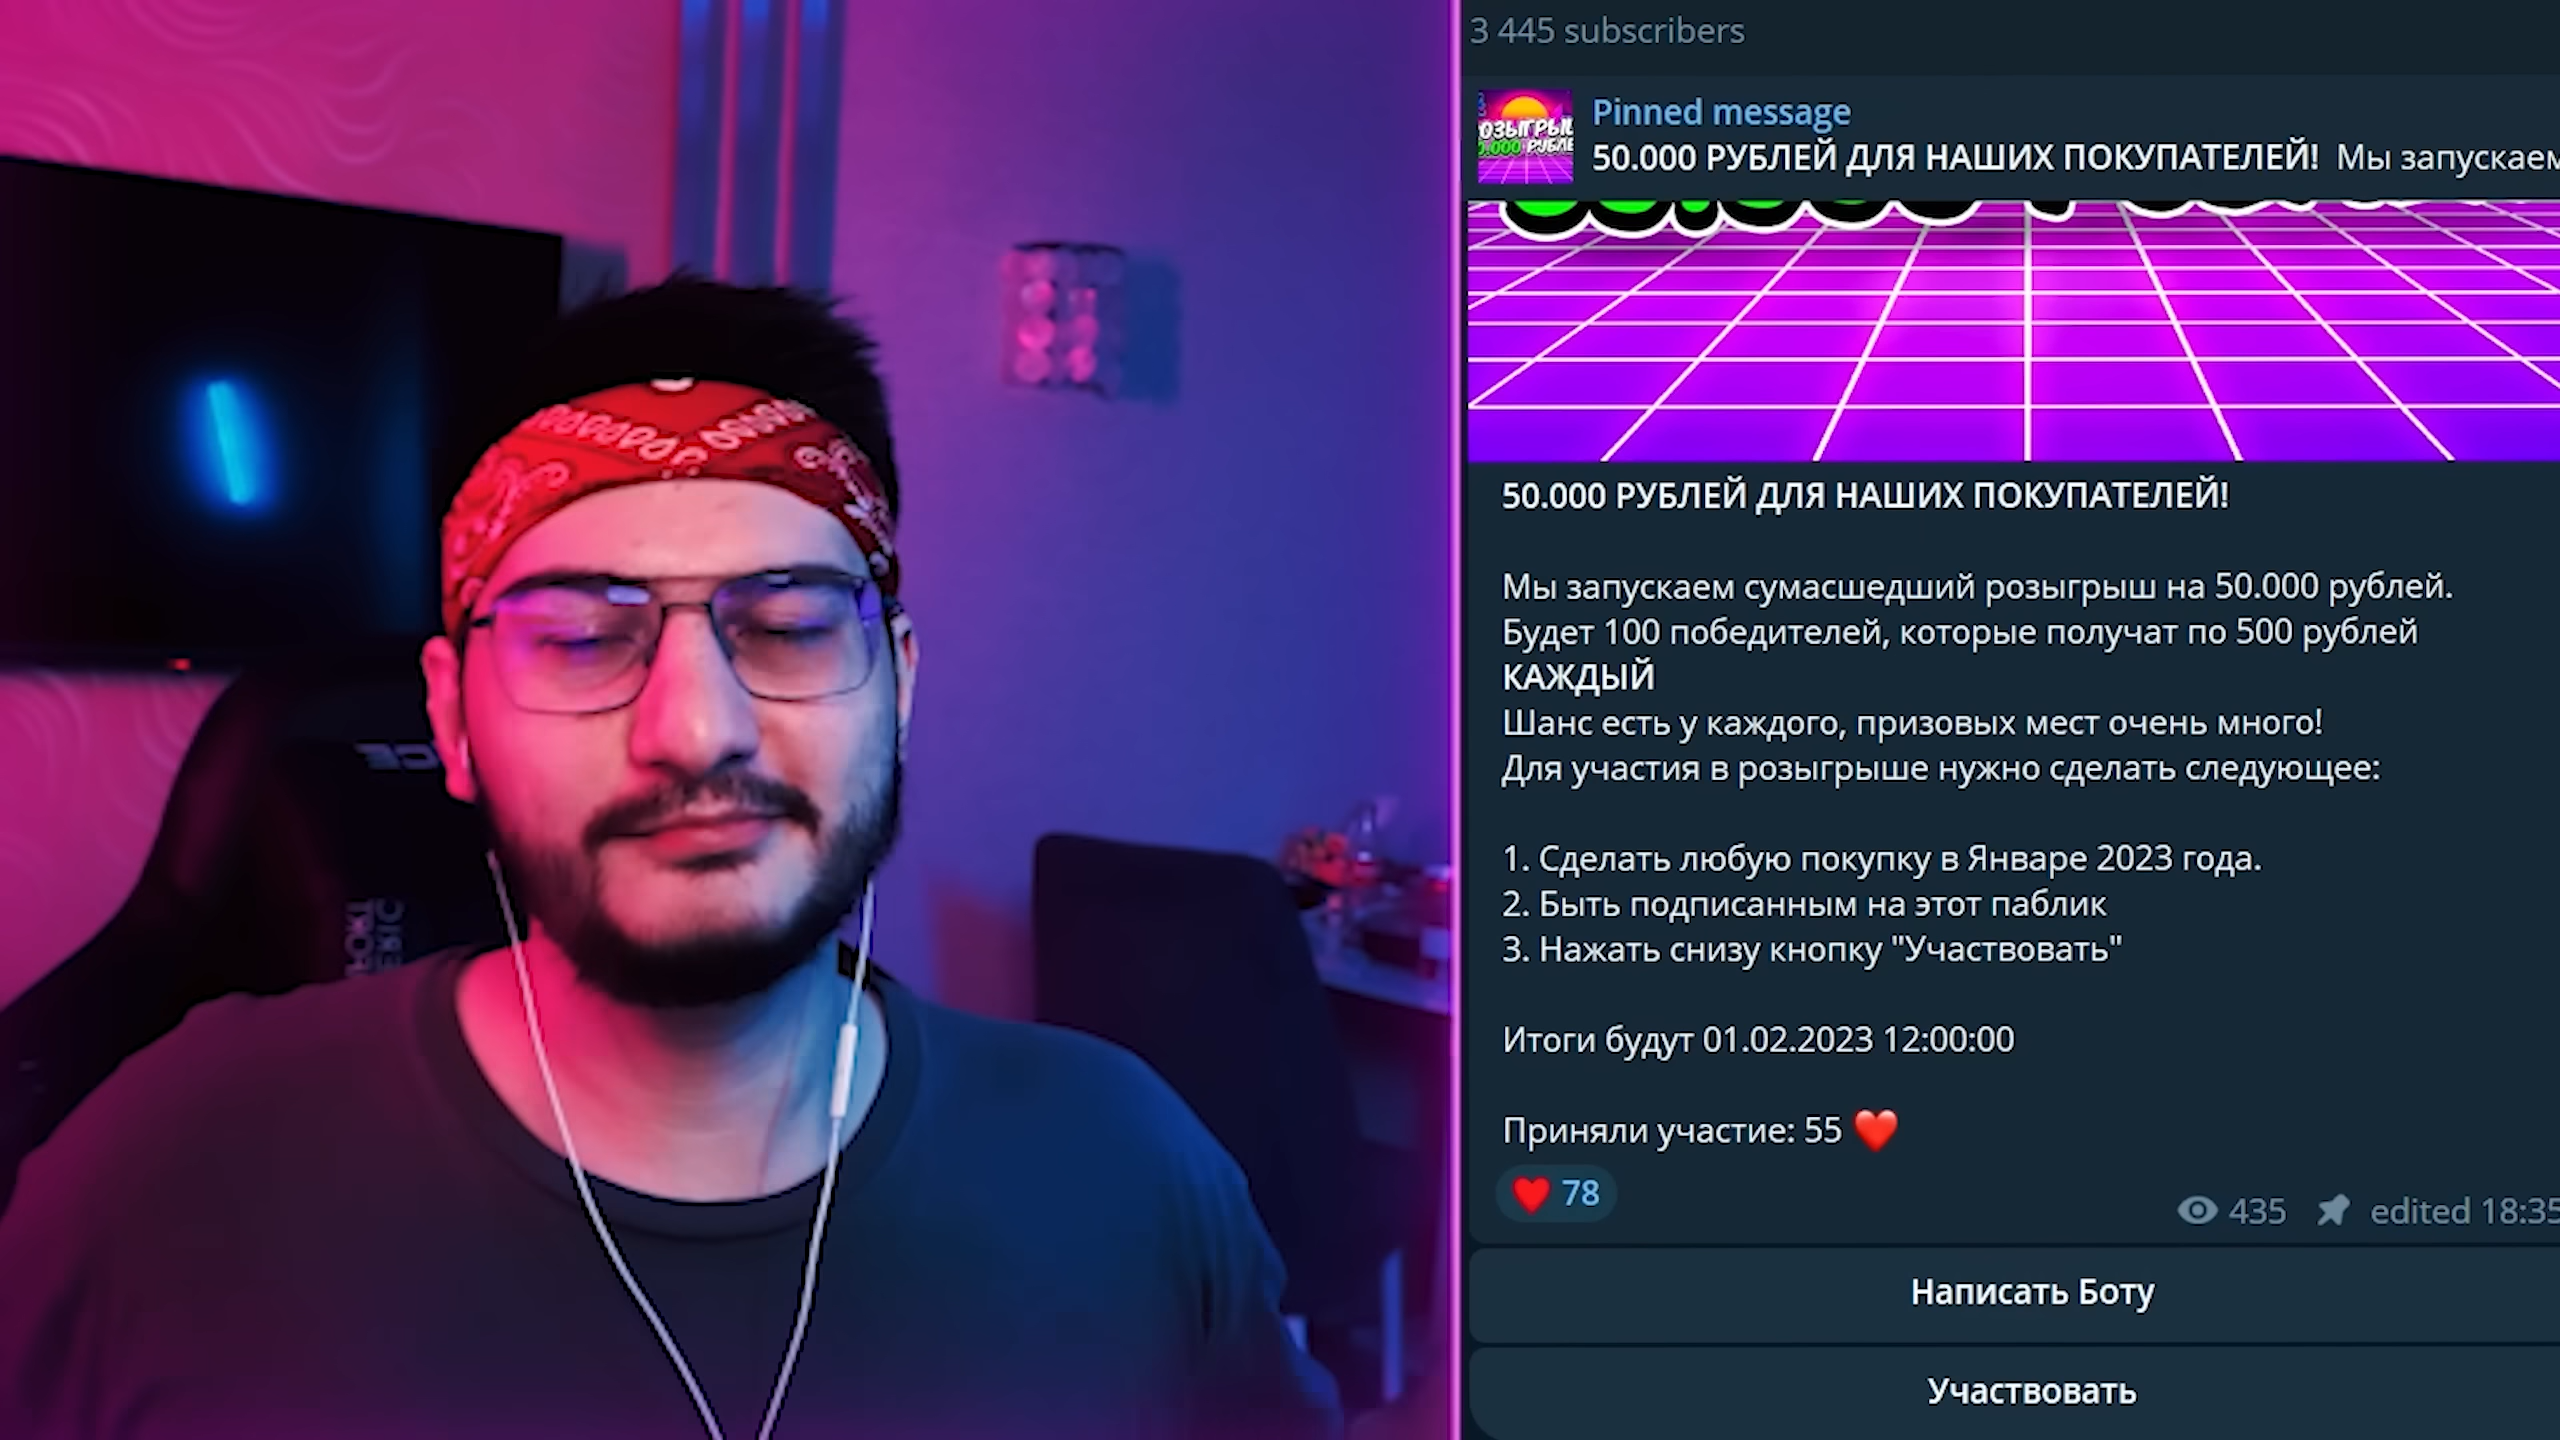 3 445 subscribers
Pinned message
50.000 РУБЛЕЙ ДЛЯ НАШИХ ПОКУПАТЕЛЕЙ! Мы запускаем
50.000 РУБЛЕЙ ДЛЯ НАШИХ ПОКУПАТЕЛЕЙ!
Мы запускаем сумасшедший розыгрыш на 50.000 рублей.
Будет 100 победителей, которые получат по 500 рублей
КАЖДЫЙ
Шанс есть у каждого, призовых мест очень много!
Для участия в розыгрыше нужно сделать следующее:
1. Сделать любую покупку в Январе 2023 года.
2. Быть подписанным на этот паблик
3. Нажать снизу кнопку "Участвовать"
Итоги будут 01.02.2023 12:00:00
Приняли участие: 55 ❤️
❤️ 78
435 edited 18:35
Написать Боту
Участвовать